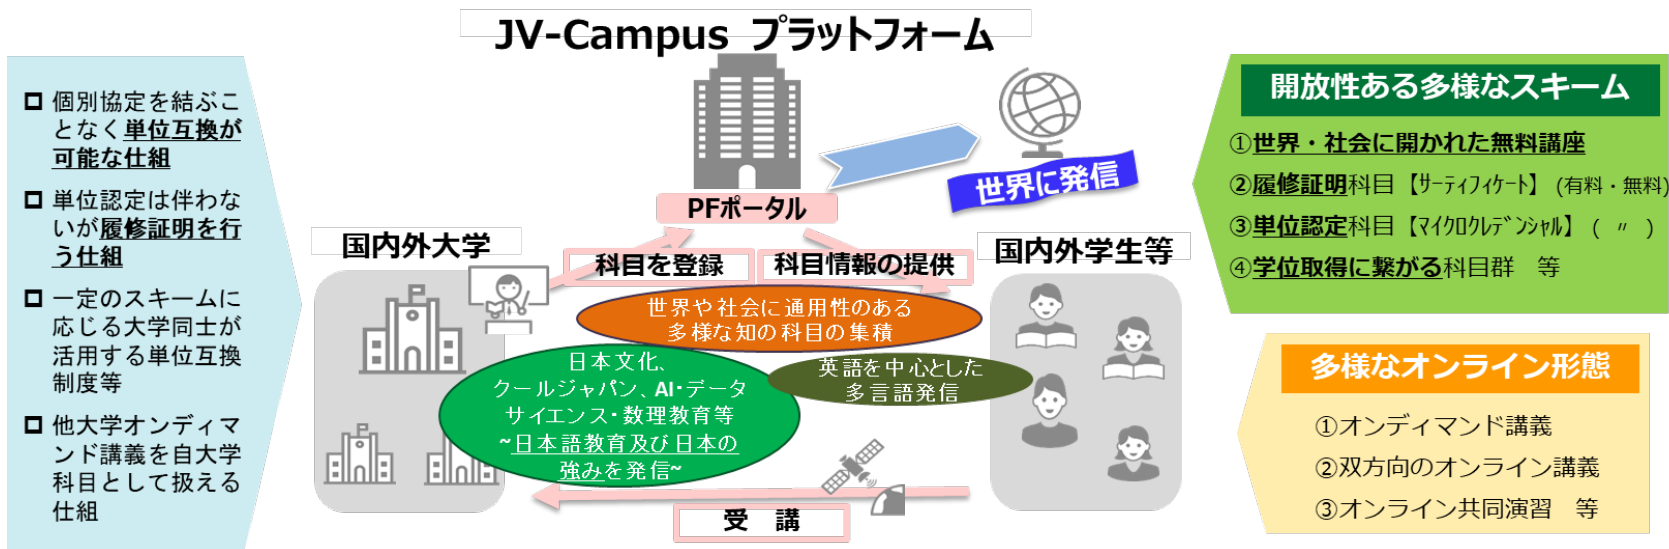 JV-Campus プラットフォーム
❑ 個別協定を結ぶこ
となく単位互換が
可能な仕組
❑ 単位認定は伴わな
いが履修証明を行
う仕組
❑ 一定のスキームに
応じる大学同士が
活用する単位互換
制度等
❑ 他大学オンディマ
ンド講義を自大学
科目として扱える
仕組
世界に発信
PFポータル
国内外大学
科目を登録
科目情報の提供
国内外学生等
世界や社会に通用性のある
多様な知の科目の集積
日本文化、
クールジャパン、AI・データ
サイエンス・数理教育等
~日本語教育及び日本の
強みを発信~
英語を中心とした
多言語発信
受 講
開放性ある多様なスキーム
①世界・社会に開かれた無料講座
②履修証明科目【ｻｰﾃｨﾌｨｹｰﾄ】(有料・無料)
③単位認定科目【ﾏｲｸﾛｸﾚﾃﾞﾝｼｬﾙ】( 〃 )
④学位取得に繋がる科目群 等
多様なオンライン形態
①オンディマンド講義
②双方向のオンライン講義
③オンライン共同演習 等